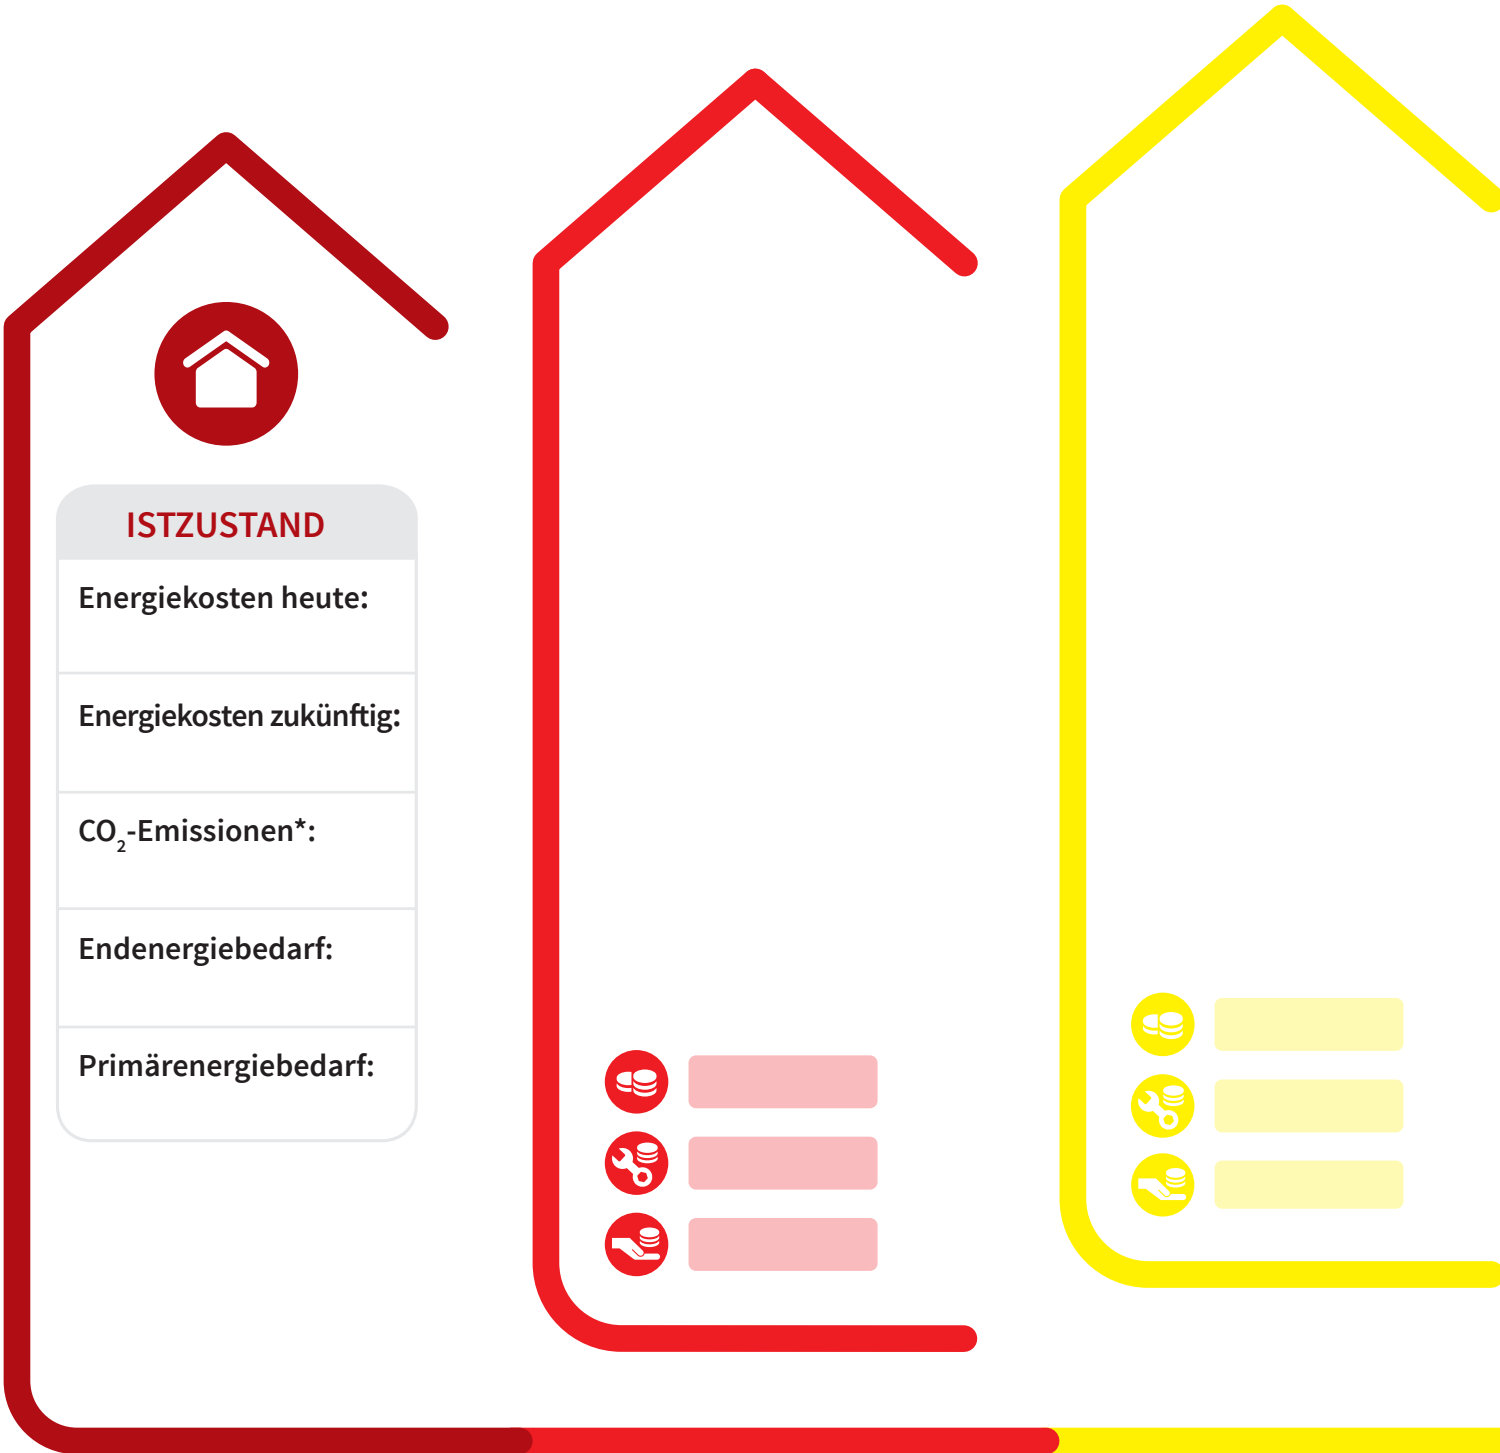 ISTZUSTAND
Energiekosten heute:
Energiekosten zukünftig:
CO₂-Emissionen*:
Endenergiebedarf:
Primärenergiebedarf: